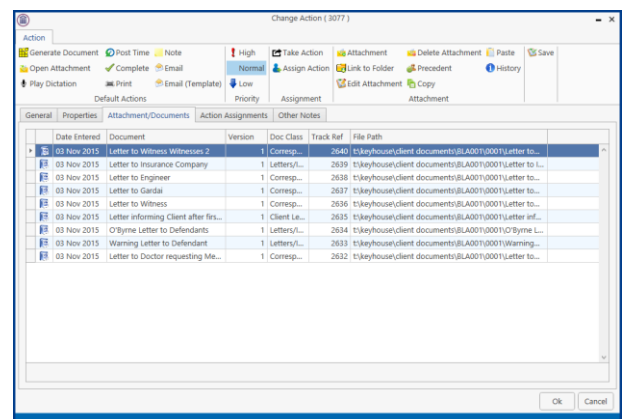 Change Action ( 3077 )
Action
Generate Document Post Time Note High Take Action Attachment Delete Attachment Paste Save
Open Attachment Complete Email Normal Assign Action Link to Folder Precedent History
Play Dictation Print Email (Template) Low Edit Attachment Copy
Default Actions Priority Assignment Attachment
General Properties Attachment/Documents Action Assignments Other Notes
Date Entered Document Version Doc Class Track Ref File Path
03 Nov 2015 Letter to Witness Witnesses 2 1 Corresp... 2640 t:\keyhouse\client documents\BLA001\0001\Letter to...
03 Nov 2015 Letter to Insurance Company 1 Letters/I... 2639 t:\keyhouse\client documents\BLA001\0001\Letter to I...
03 Nov 2015 Letter to Engineer 1 Corresp... 2638 t:\keyhouse\client documents\BLA001\0001\Letter to...
03 Nov 2015 Letter to Gardai 1 Corresp... 2637 t:\keyhouse\client documents\BLA001\0001\Letter to...
03 Nov 2015 Letter to Witness 1 Corresp... 2636 t:\keyhouse\client documents\BLA001\0001\Letter to...
03 Nov 2015 Letter informing Client after firs... 1 Client Le... 2635 t:\keyhouse\client documents\BLA001\0001\Letter inf...
03 Nov 2015 O'Byrne Letter to Defendants 1 Letters/I... 2634 t:\keyhouse\client documents\BLA001\0001\O'Byrne L...
03 Nov 2015 Warning Letter to Defendant 1 Letters/I... 2633 t:\keyhouse\client documents\BLA001\0001\Warning...
03 Nov 2015 Letter to Doctor requesting Me... 1 Corresp... 2632 t:\keyhouse\client documents\BLA001\0001\Letter to...
Ok Cancel